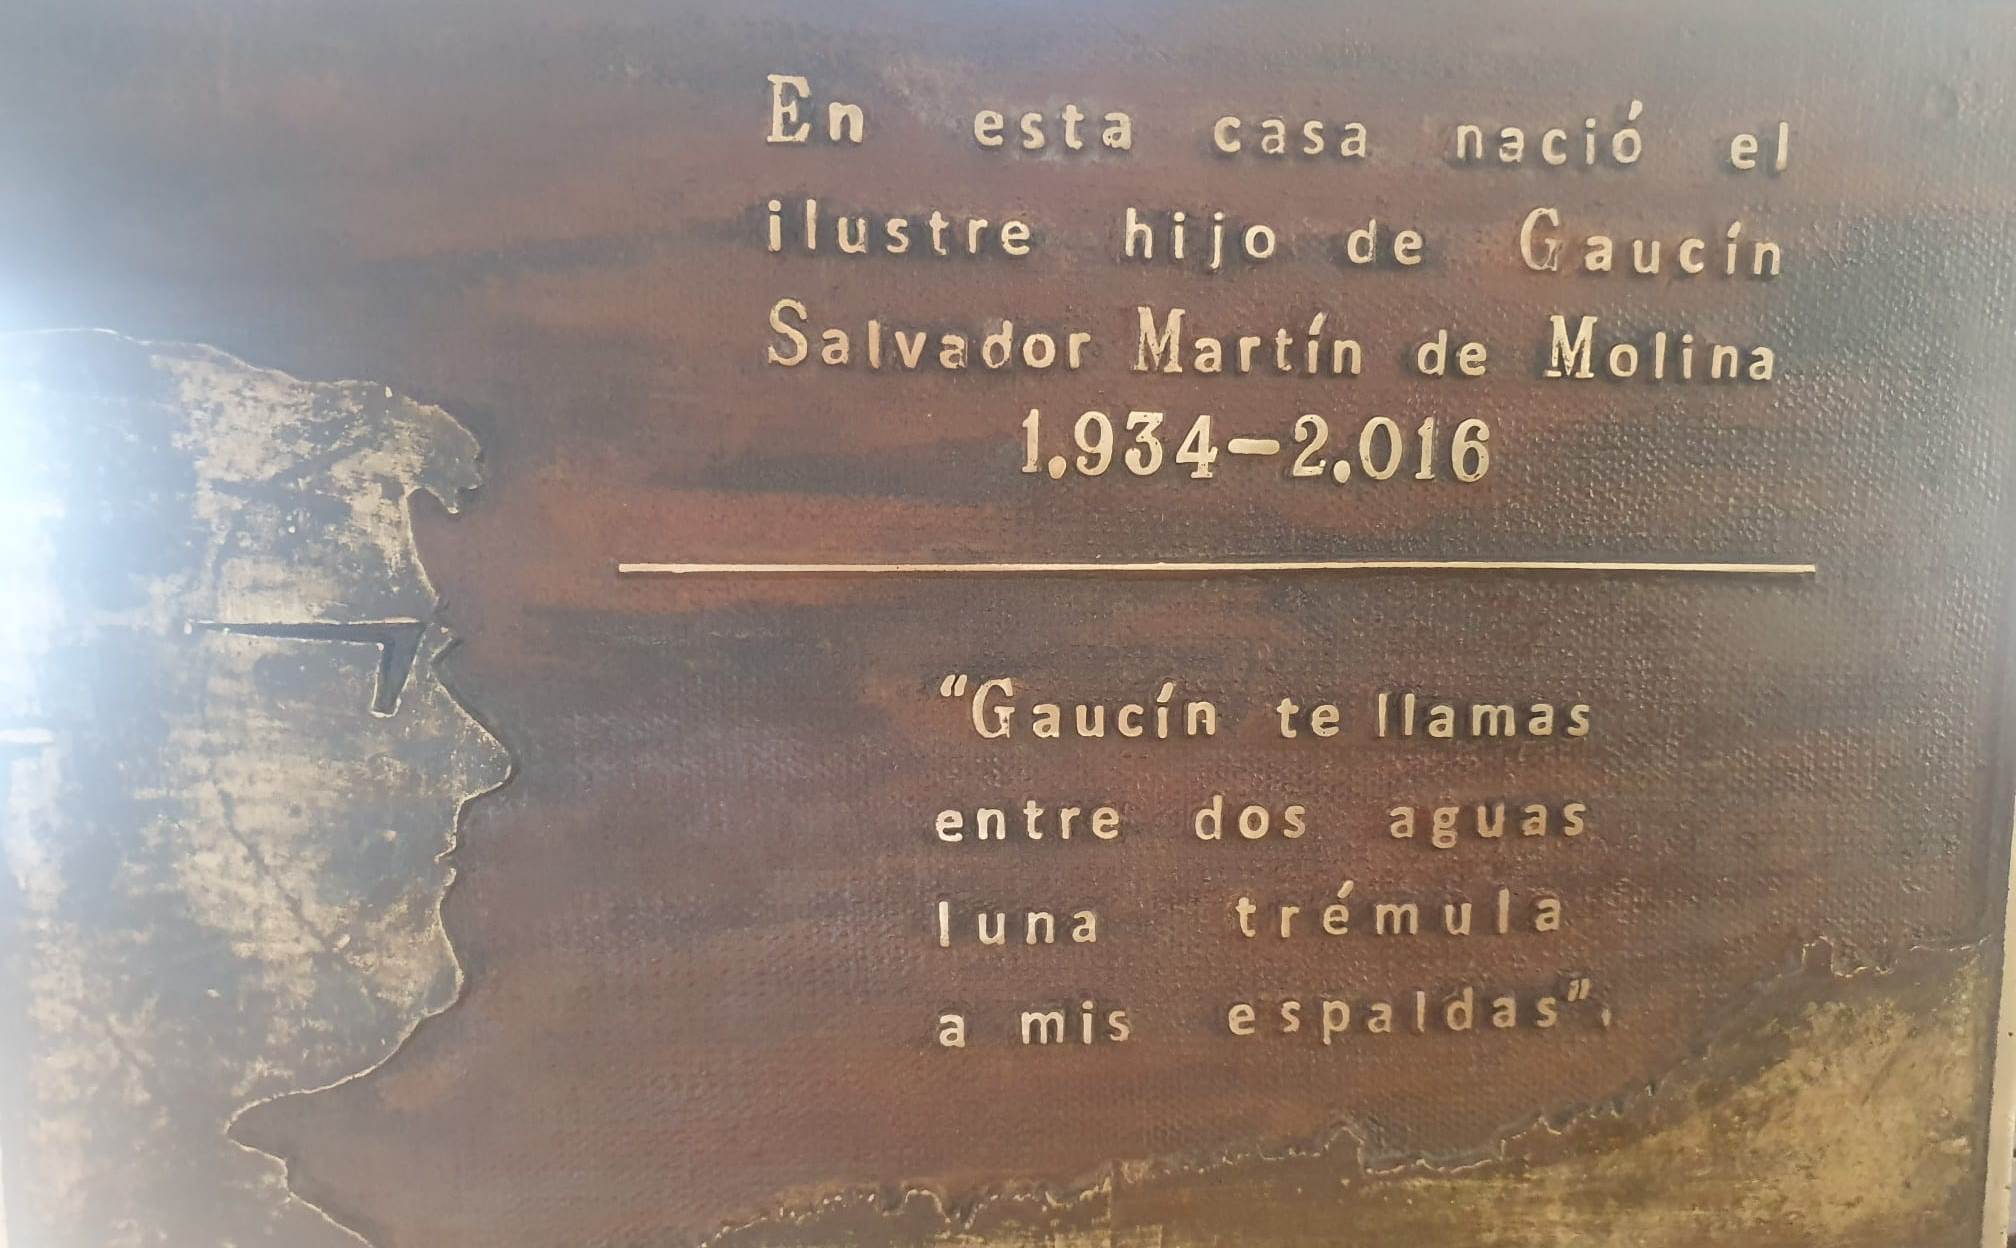 En esta casa nació el
ilustre hijo de Gaucín
Salvador Martín de Molina
1.934-2.016
“Gaucín te llamas
entre dos aguas
luna trémula
a mis espaldas”.